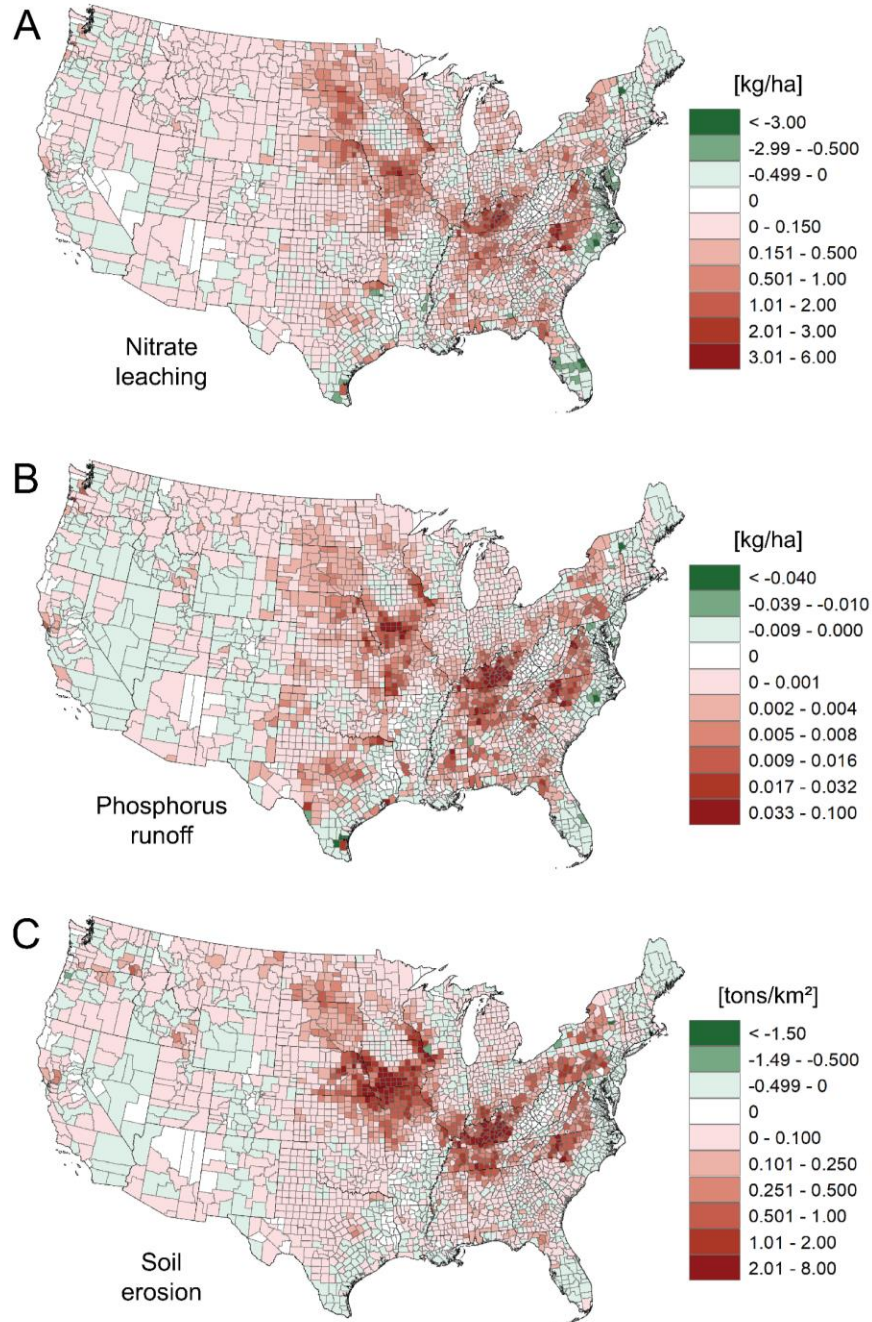 A
Nitrate
leaching
[kg/ha]
< -3.00
-2.99 - -0.500
-0.499 - 0
0
0 - 0.150
0.151 - 0.500
0.501 - 1.00
1.01 - 2.00
2.01 - 3.00
3.01 - 6.00
B
Phosphorus
runoff
[kg/ha]
< -0.040
-0.039 - -0.010
-0.009 - 0.000
0
0 - 0.001
0.002 - 0.004
0.005 - 0.008
0.009 - 0.016
0.017 - 0.032
0.033 - 0.100
C
Soil
erosion
[tons/km²]
< -1.50
-1.49 - -0.500
-0.499 - 0
0
0 - 0.100
0.101 - 0.250
0.251 - 0.500
0.501 - 1.00
1.01 - 2.00
2.01 - 8.00